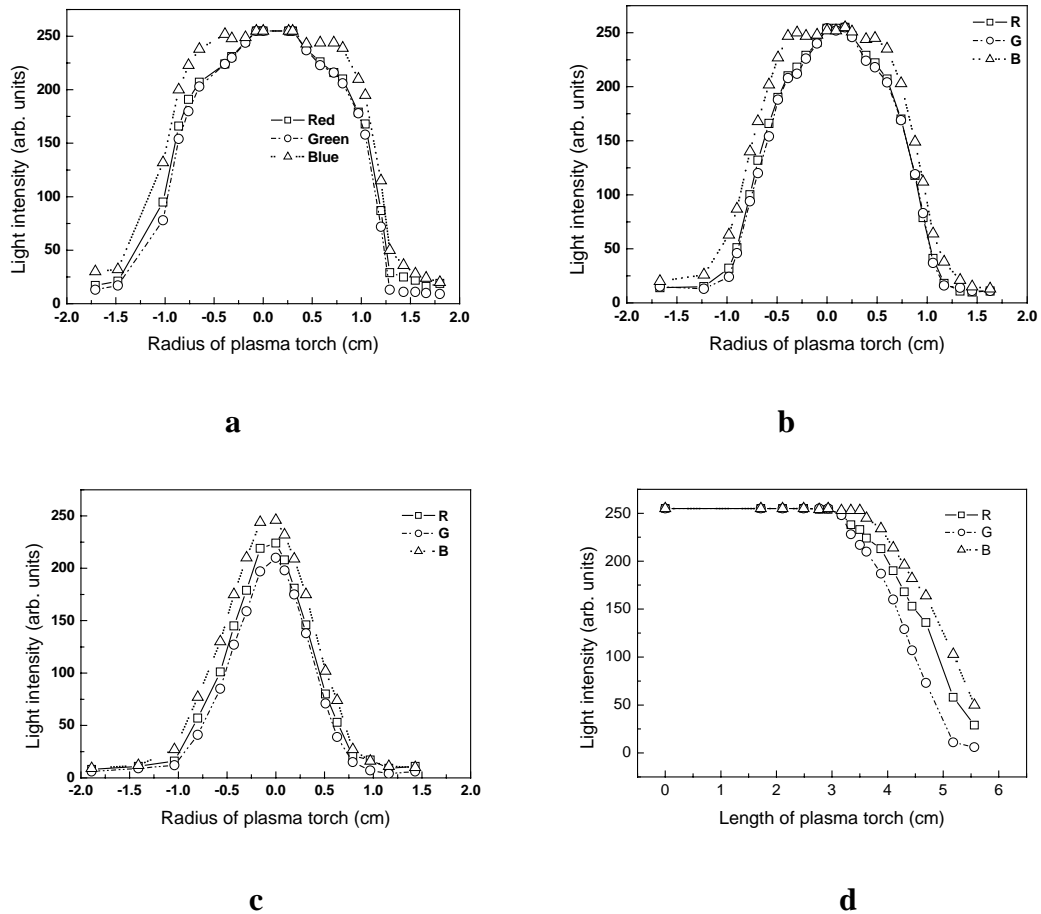 250
200
150
100
50
0
Light intensity (arb. units)
Red
Green
Blue
-2.0 -1.5 -1.0 -0.5 0.0 0.5 1.0 1.5 2.0
Radius of plasma torch (cm)
a
250
200
150
100
50
0
Light intensity (arb. units)
R
G
B
-2.0 -1.5 -1.0 -0.5 0.0 0.5 1.0 1.5 2.0
Radius of plasma torch (cm)
b
250
200
150
100
50
0
Light intensity (arb. units)
R
G
B
-2.0 -1.5 -1.0 -0.5 0.0 0.5 1.0 1.5 2.0
Radius of plasma torch (cm)
c
250
200
150
100
50
0
Light intensity (arb. units)
R
G
B
0 1 2 3 4 5 6
Length of plasma torch (cm)
d